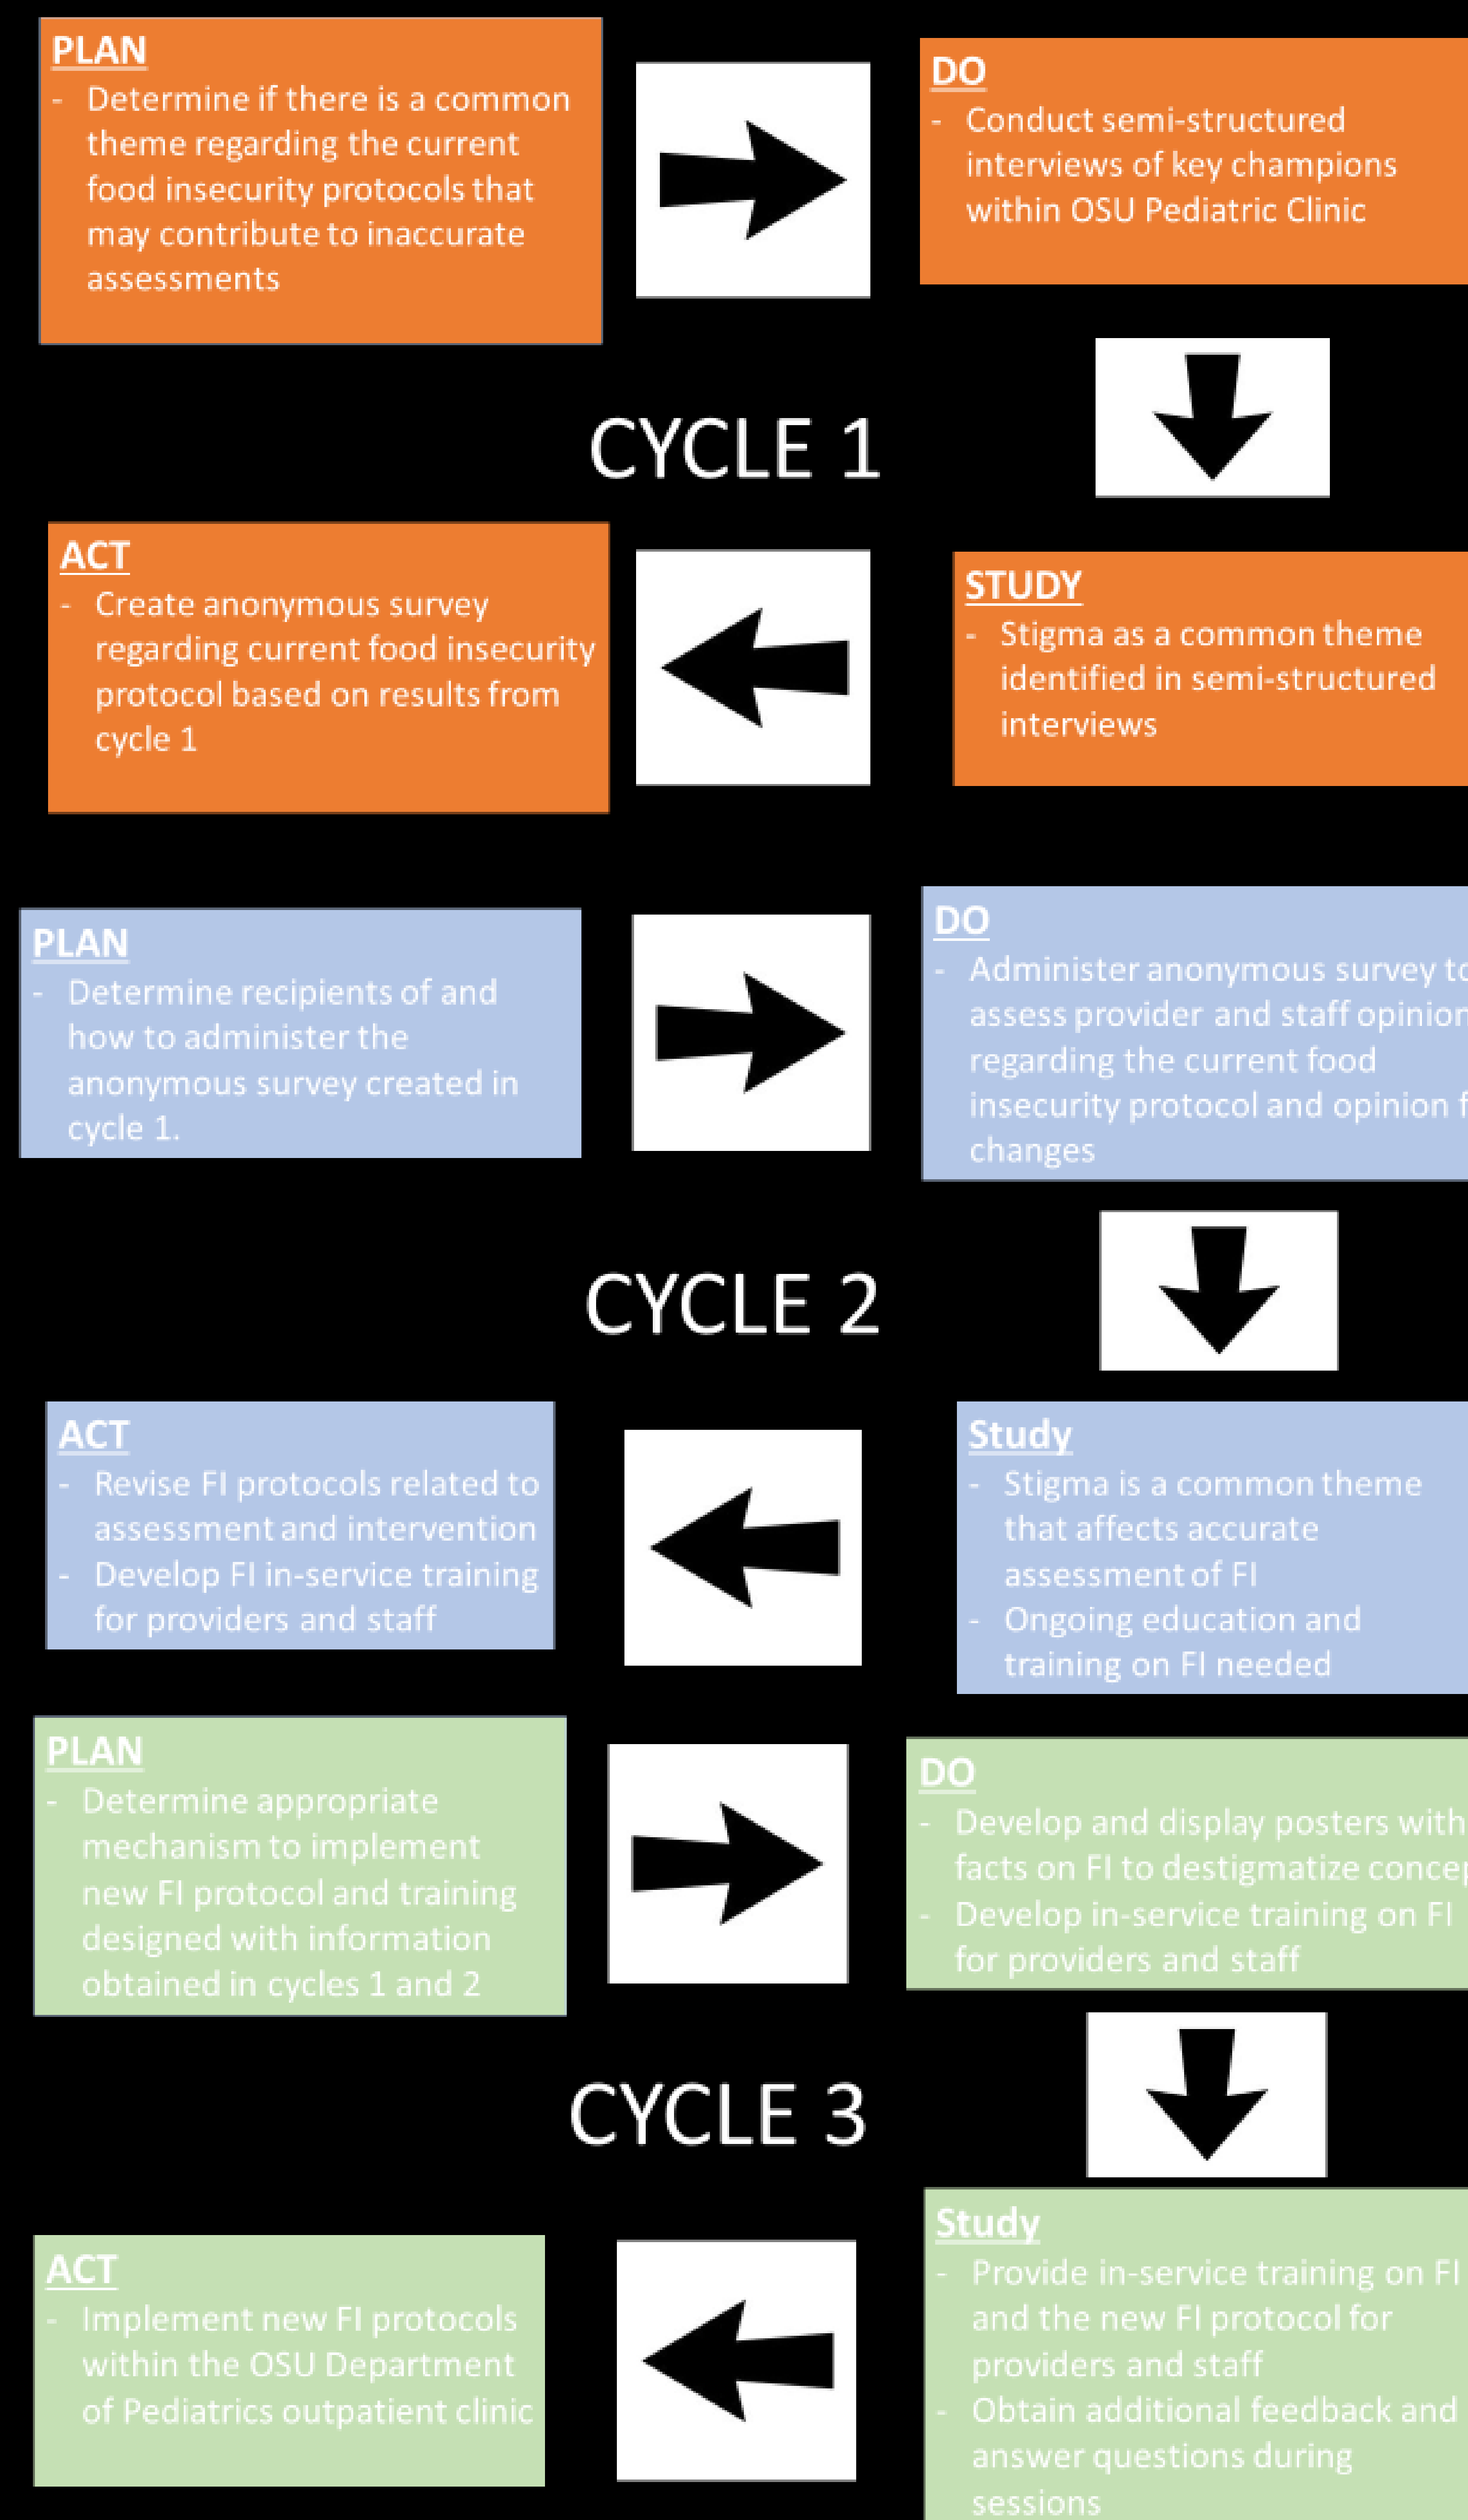 PLAN
- Determine if there is a common
theme regarding the current
food insecurity protocols that
may contribute to inaccurate
assessments
DO
- Conduct semi-structured
interviews of key champions
within OSU Pediatric Clinic
CYCLE 1
ACT
- Create anonymous survey
regarding current food insecurity
protocol based on results from
cycle 1
STUDY
- Stigma as a common theme
identified in semi-structured
interviews
PLAN
- Determine recipients of and
how to administer the
anonymous survey created in
cycle 1.
DO
- Administer anonymous survey
assess provider and staff opinion
regarding the current food
insecurity protocol and opinion
changes
CYCLE 2
ACT
- Revise FI protocols related to
assessment and intervention
- Develop FI in-service training
for providers and staff
Study
- Stigma is a common theme
that affects accurate
assessment of FI
- Ongoing education and
training on FI needed
PLAN
- Determine appropriate
mechanism to implement
new FI protocol and training
designed with information
obtained in cycles 1 and 2
DO
- Develop and display posters with
facts on FI to destigmatize
- Develop in-service training on FI
for providers and staff
CYCLE 3
ACT
- Implement new FI protocols
within the OSU Department
of Pediatrics outpatient clinic
Study
- Provide in-service training on FI
and the new FI protocol for
providers and staff
- Obtain additional feedback and
answer questions during
sessions